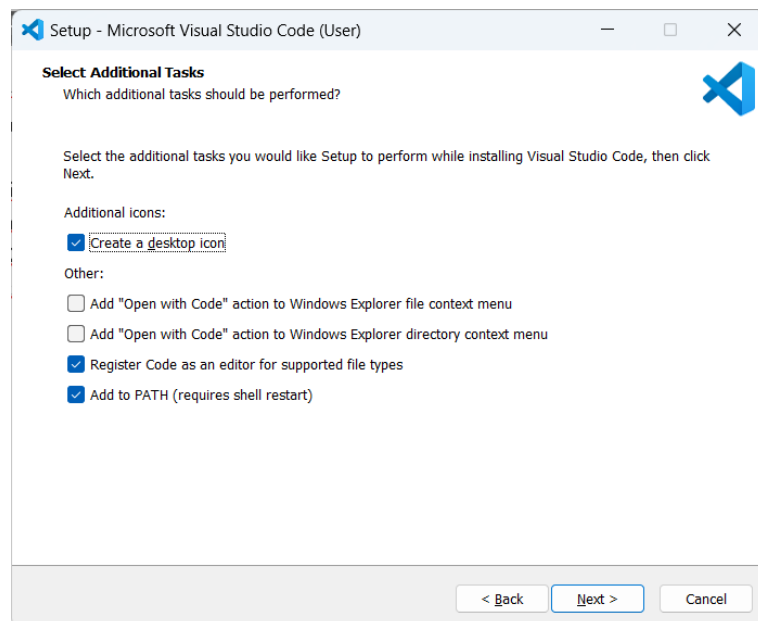 Setup - Microsoft Visual Studio Code (User)
Select Additional Tasks
Which additional tasks should be performed?
Select the additional tasks you would like Setup to perform while installing Visual Studio Code, then click
Next.
Additional icons:
Create a desktop icon
Other:
Add "Open with Code" action to Windows Explorer file context menu
Add "Open with Code" action to Windows Explorer directory context menu
Register Code as an editor for supported file types
Add to PATH (requires shell restart)
< Back Next > Cancel